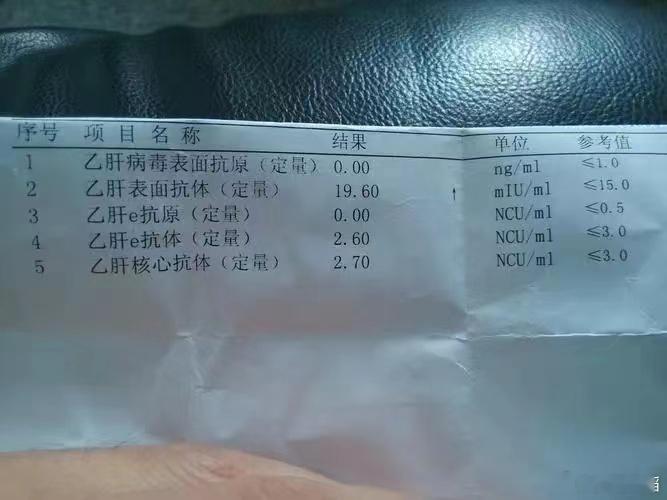 序号 项目名称 结果 单位 参考值
1 乙肝病毒表面抗原(定量) 0.00 ng/ml ≤1.0
2 乙肝表面抗体(定量) 19.60 ↑ mIU/ml ≤15.0
3 乙肝e抗原(定量) 0.00 NCU/ml ≤0.5
4 乙肝e抗体(定量) 2.60 NCU/ml ≤3.0
5 乙肝核心抗体(定量) 2.70 NCU/ml ≤3.0